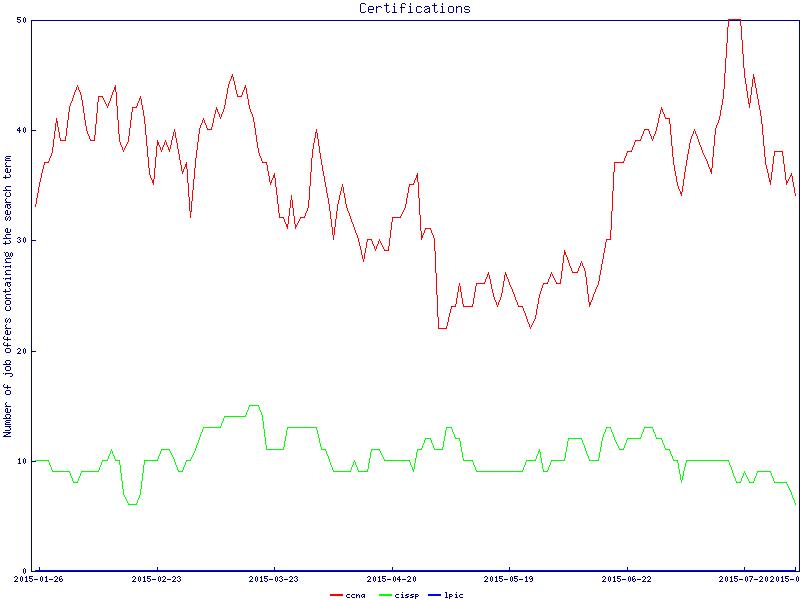 Certifications
Number of job offers containing the search term
50
40
30
20
10
0
2015-01-26 2015-02-23 2015-03-23 2015-04-20 2015-05-19 2015-06-22 2015-07-20 2015-0
ccna cissp lpic